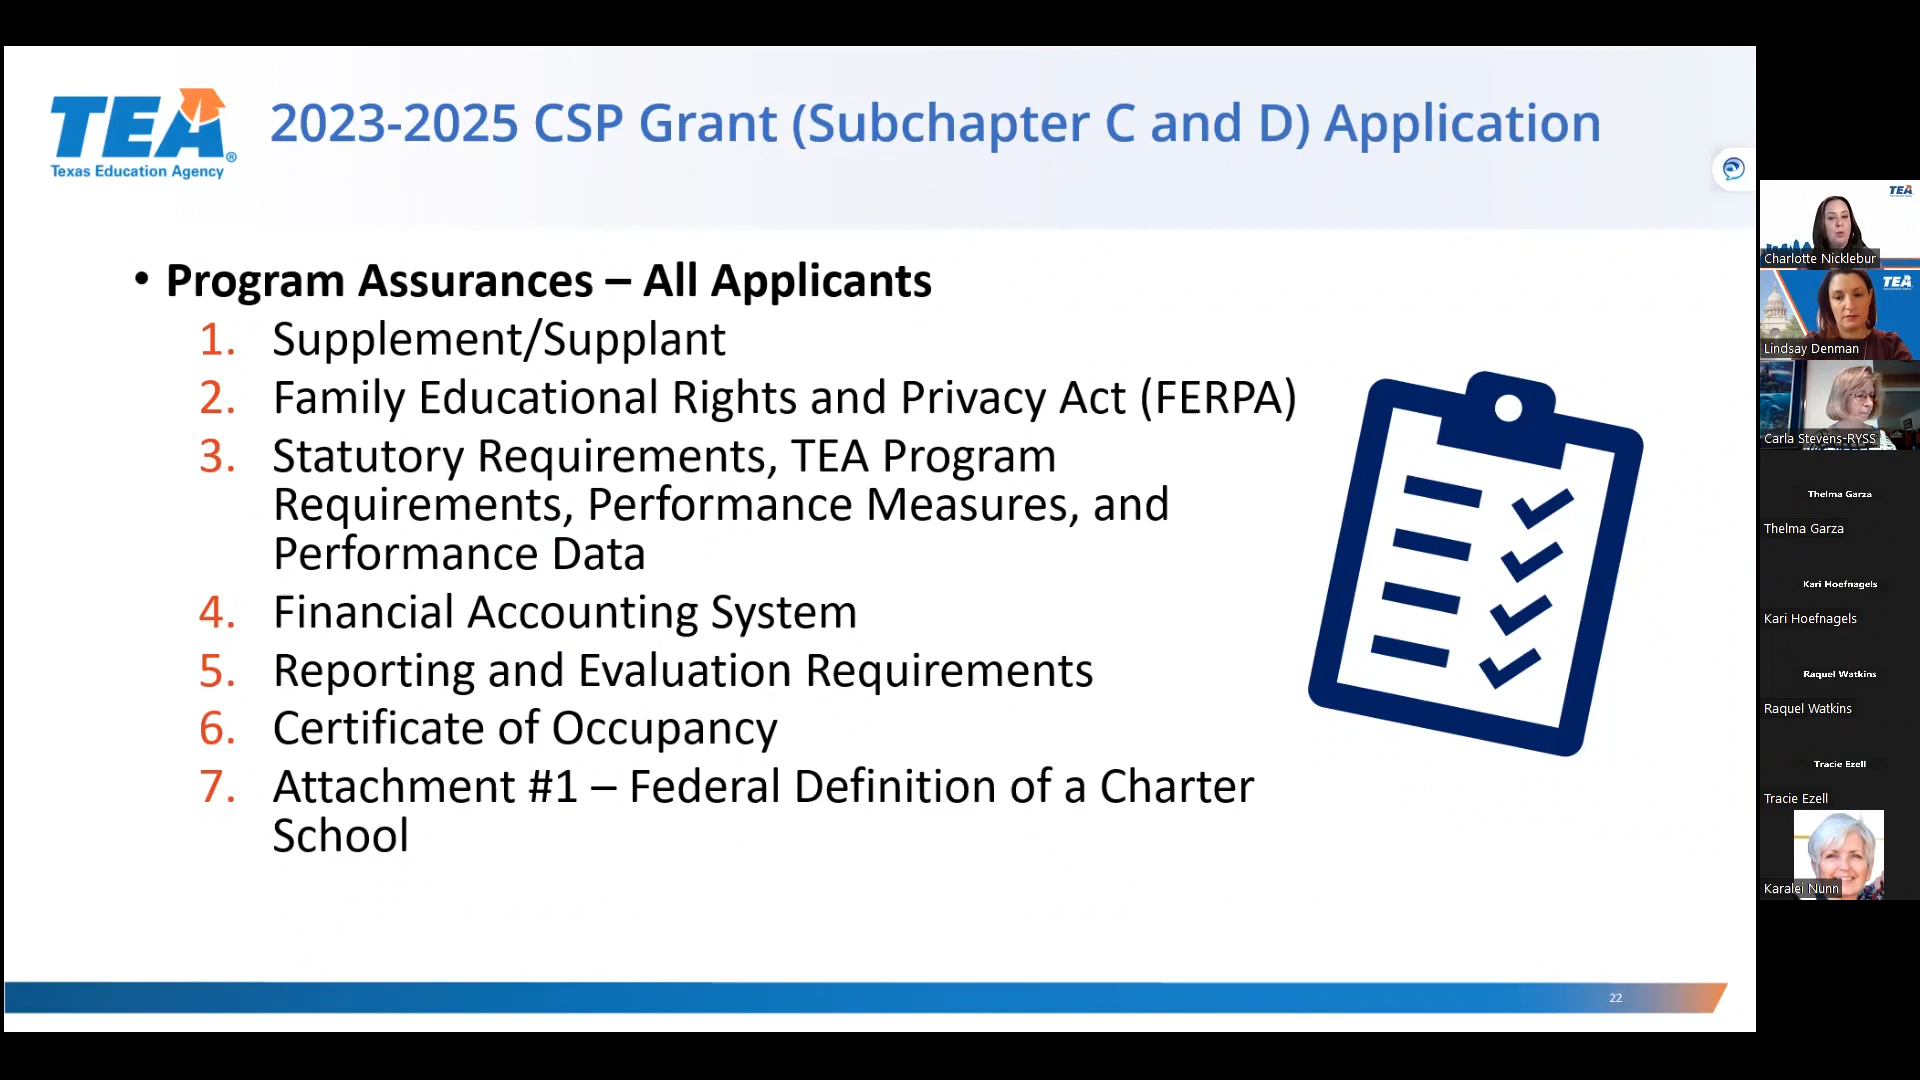 TEA®
Texas Education Agency
2023-2025 CSP Grant (Subchapter C and D) Application
• Program Assurances – All Applicants
1. Supplement/Supplant
2. Family Educational Rights and Privacy Act (FERPA)
3. Statutory Requirements, TEA Program
Requirements, Performance Measures, and
Performance Data
4. Financial Accounting System
5. Reporting and Evaluation Requirements
6. Certificate of Occupancy
7. Attachment #1 – Federal Definition of a Charter
School
22
TEA
Charlotte Nicklebur
TEA
Lindsay Denman
Carla Stevens-RYSS
Thelma Garza
Thelma Garza
Kari Hoefnagels
Kari Hoefnagels
Raquel Watkins
Raquel Watkins
Tracie Ezell
Tracie Ezell
Karalei Nunn